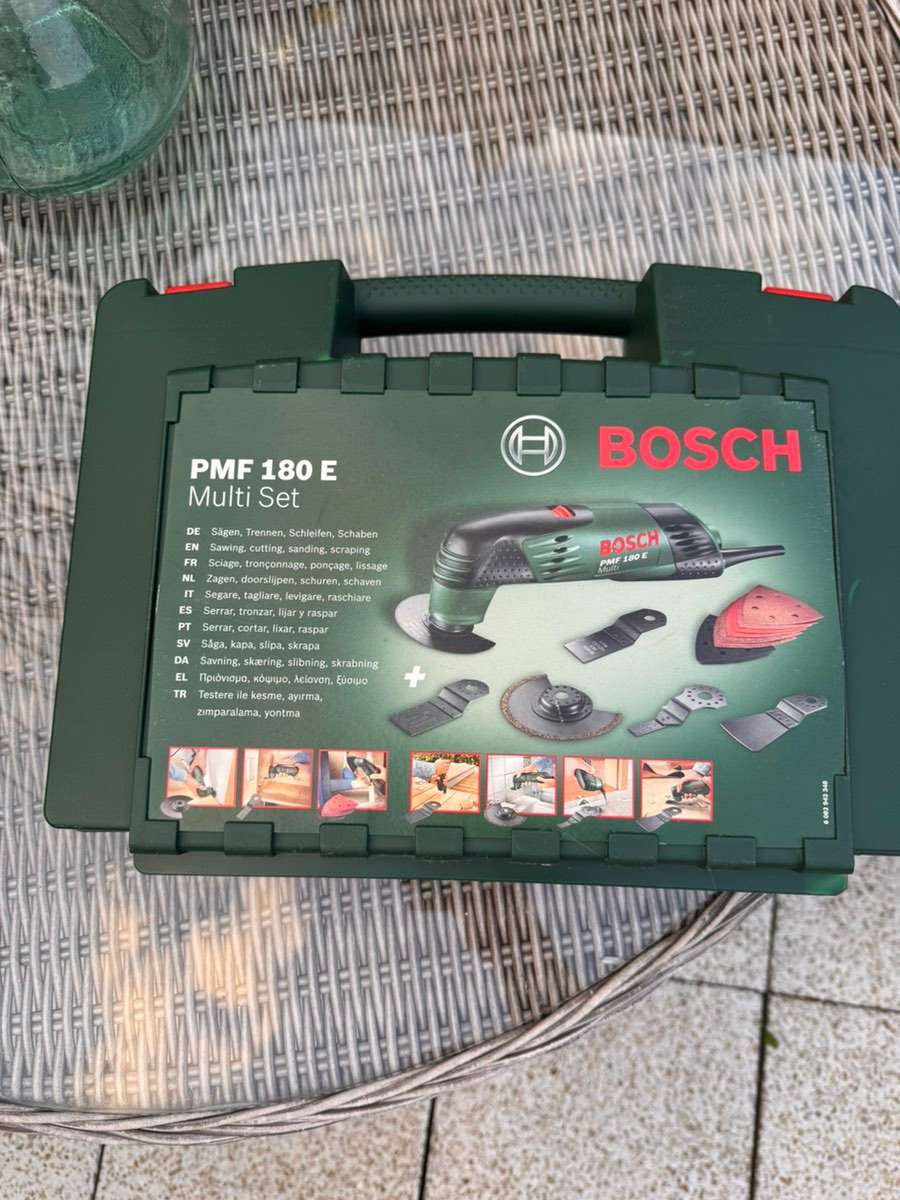 BOSCH
PMF 180 E
Multi Set
DE Sägen, Trennen, Schleifen, Schaben
EN Sawing, cutting, sanding, scraping
FR Sciage, tronçonnage, ponçage, lissage
NL Zagen, doorslijpen, schuren, schaven
IT Segare, tagliare, levigare, raschiare
ES Serrar, tronzar, lijar y raspar
PT Serrar, cortar, lixar, raspar
SV Såga, kapa, slipa, skrapa
DA Savning, skæring, slibning, skrabning
EL Πριόνισμα, κόψιμο, λείανση, ξύσιμο
TR Testere ile kesme, ayırma,
zımparalama, yontma
BOSCH
PMF 180 E
Multi
+